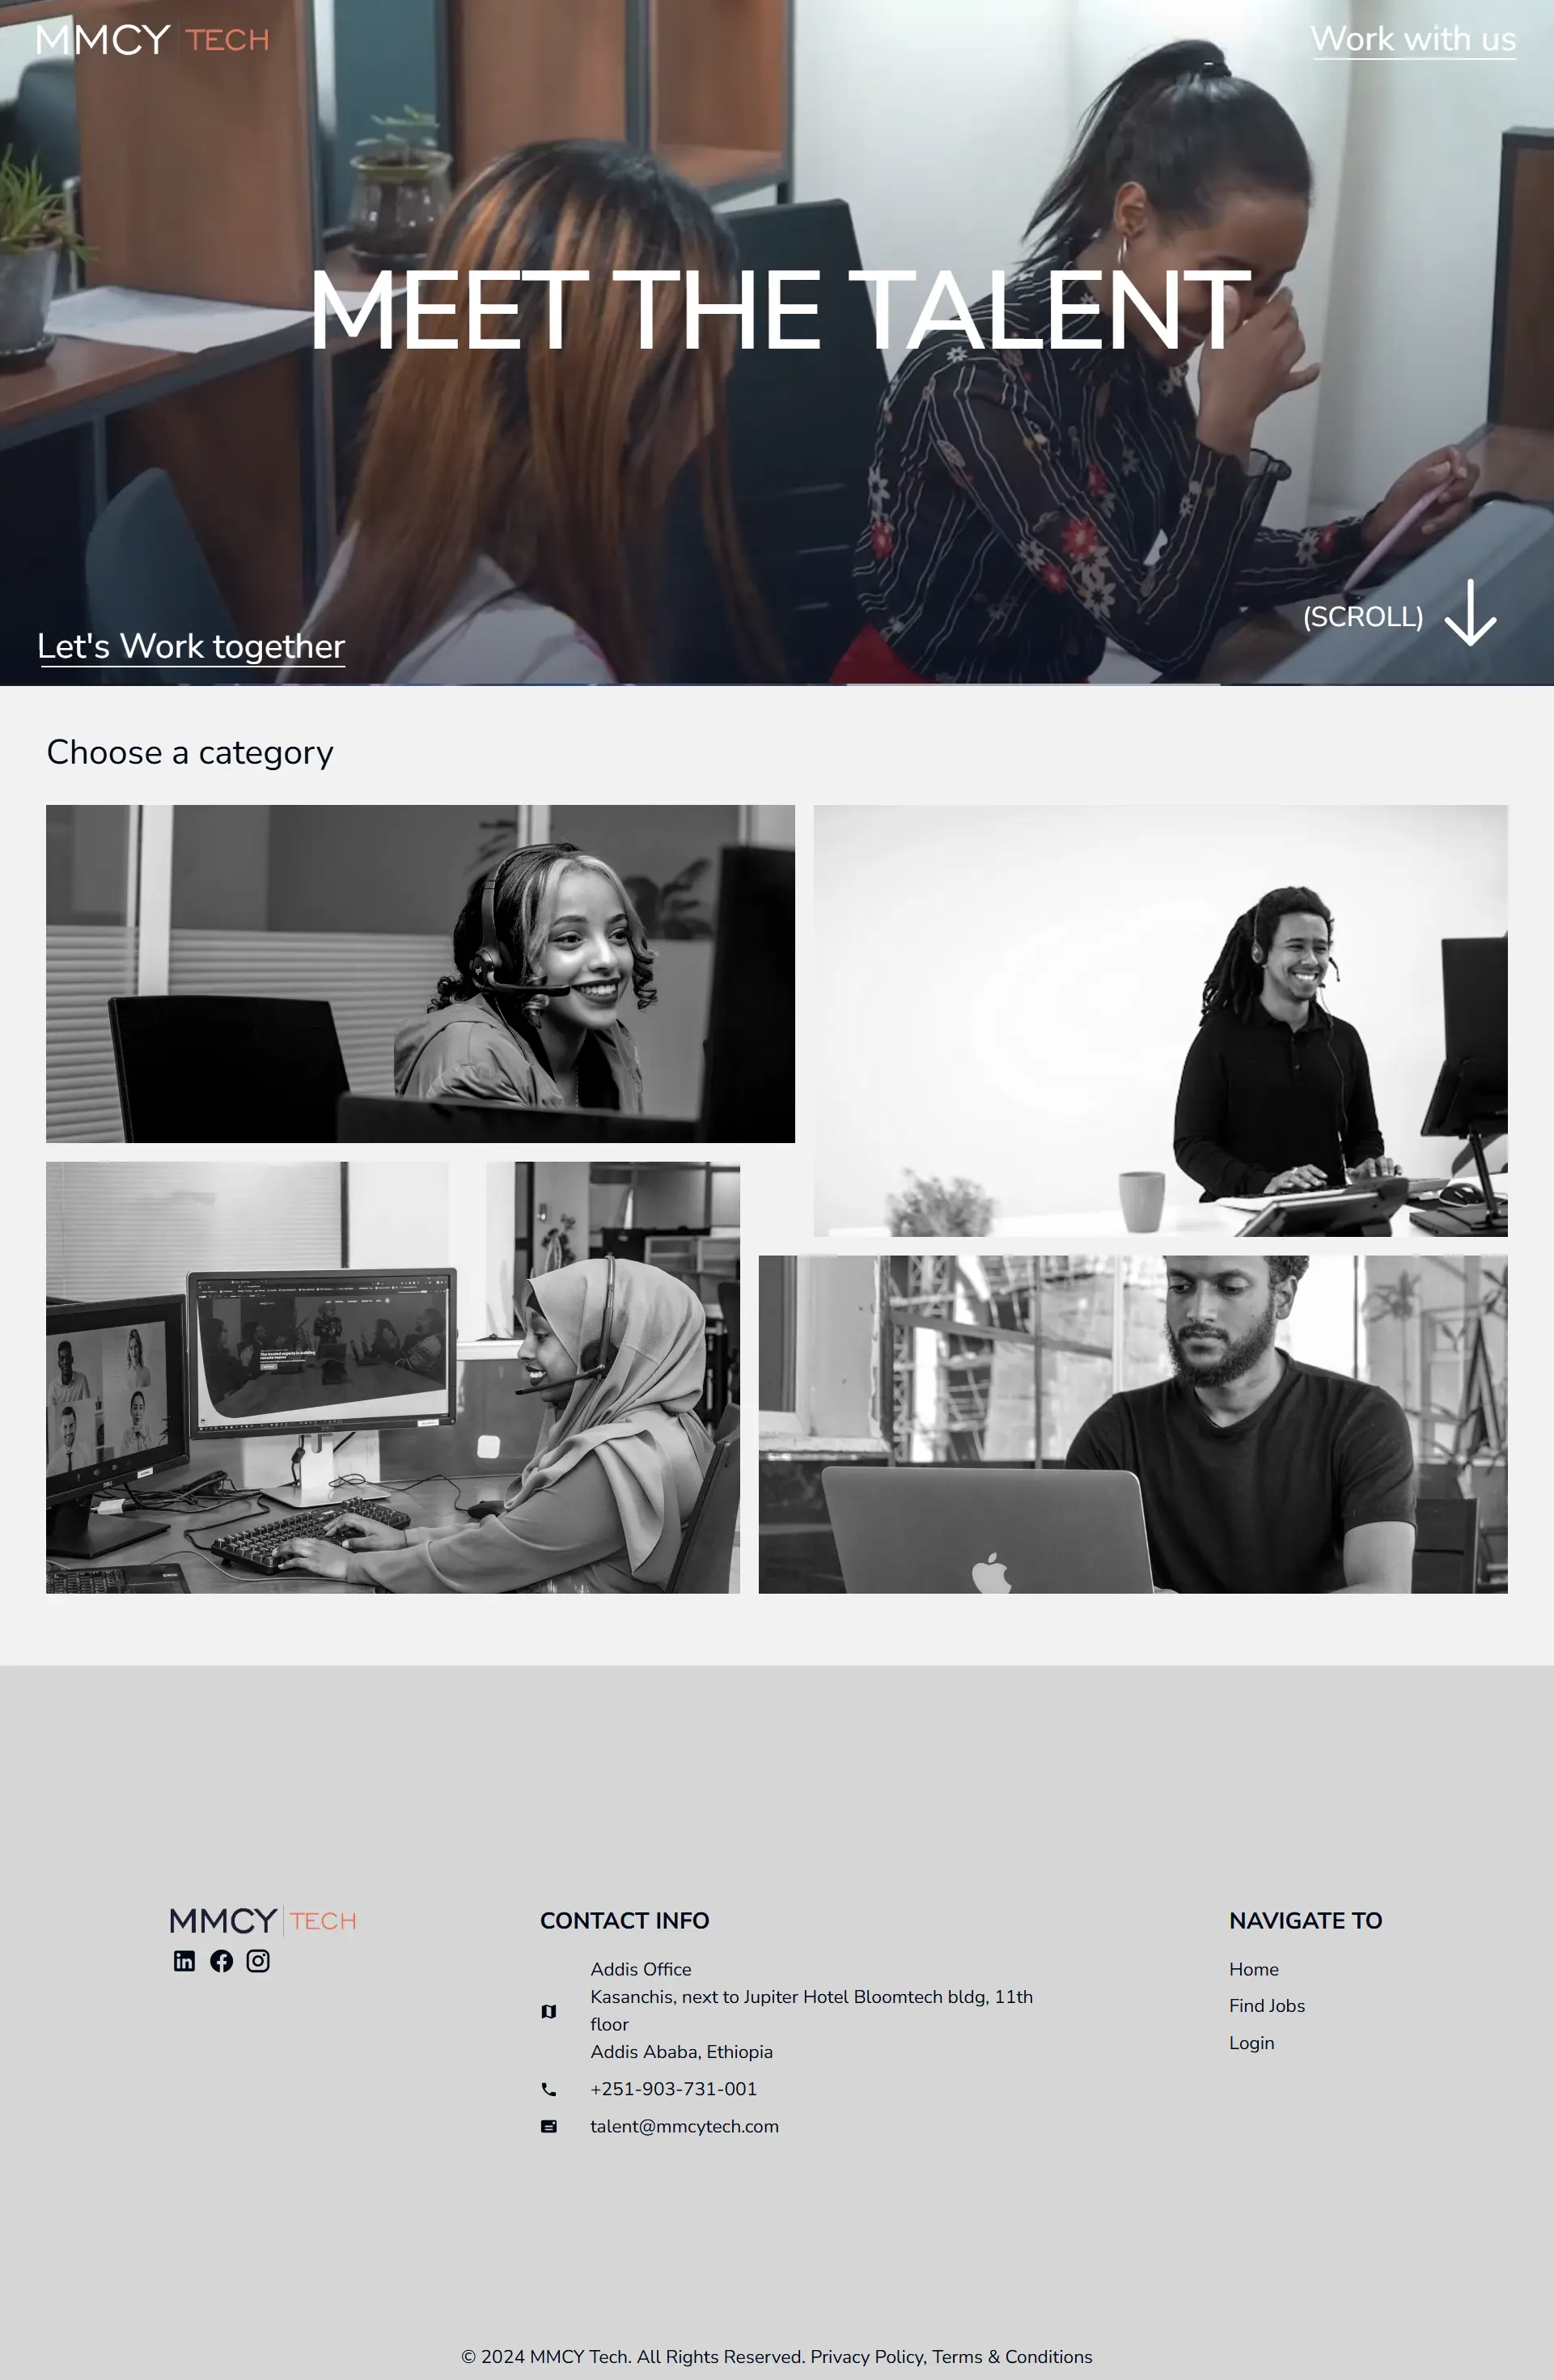 MMCY TECH
Work with us
MEET THE TALENT
(SCROLL)
Let's Work together
Choose a category
MMCY TECH
CONTACT INFO
Addis Office
Kasanchis, next to Jupiter Hotel Bloomtech bldg, 11th
floor
Addis Ababa, Ethiopia
+251-903-731-001
talent@mmcytech.com
NAVIGATE TO
Home
Find Jobs
Login
© 2024 MMCY Tech. All Rights Reserved. Privacy Policy, Terms & Conditions